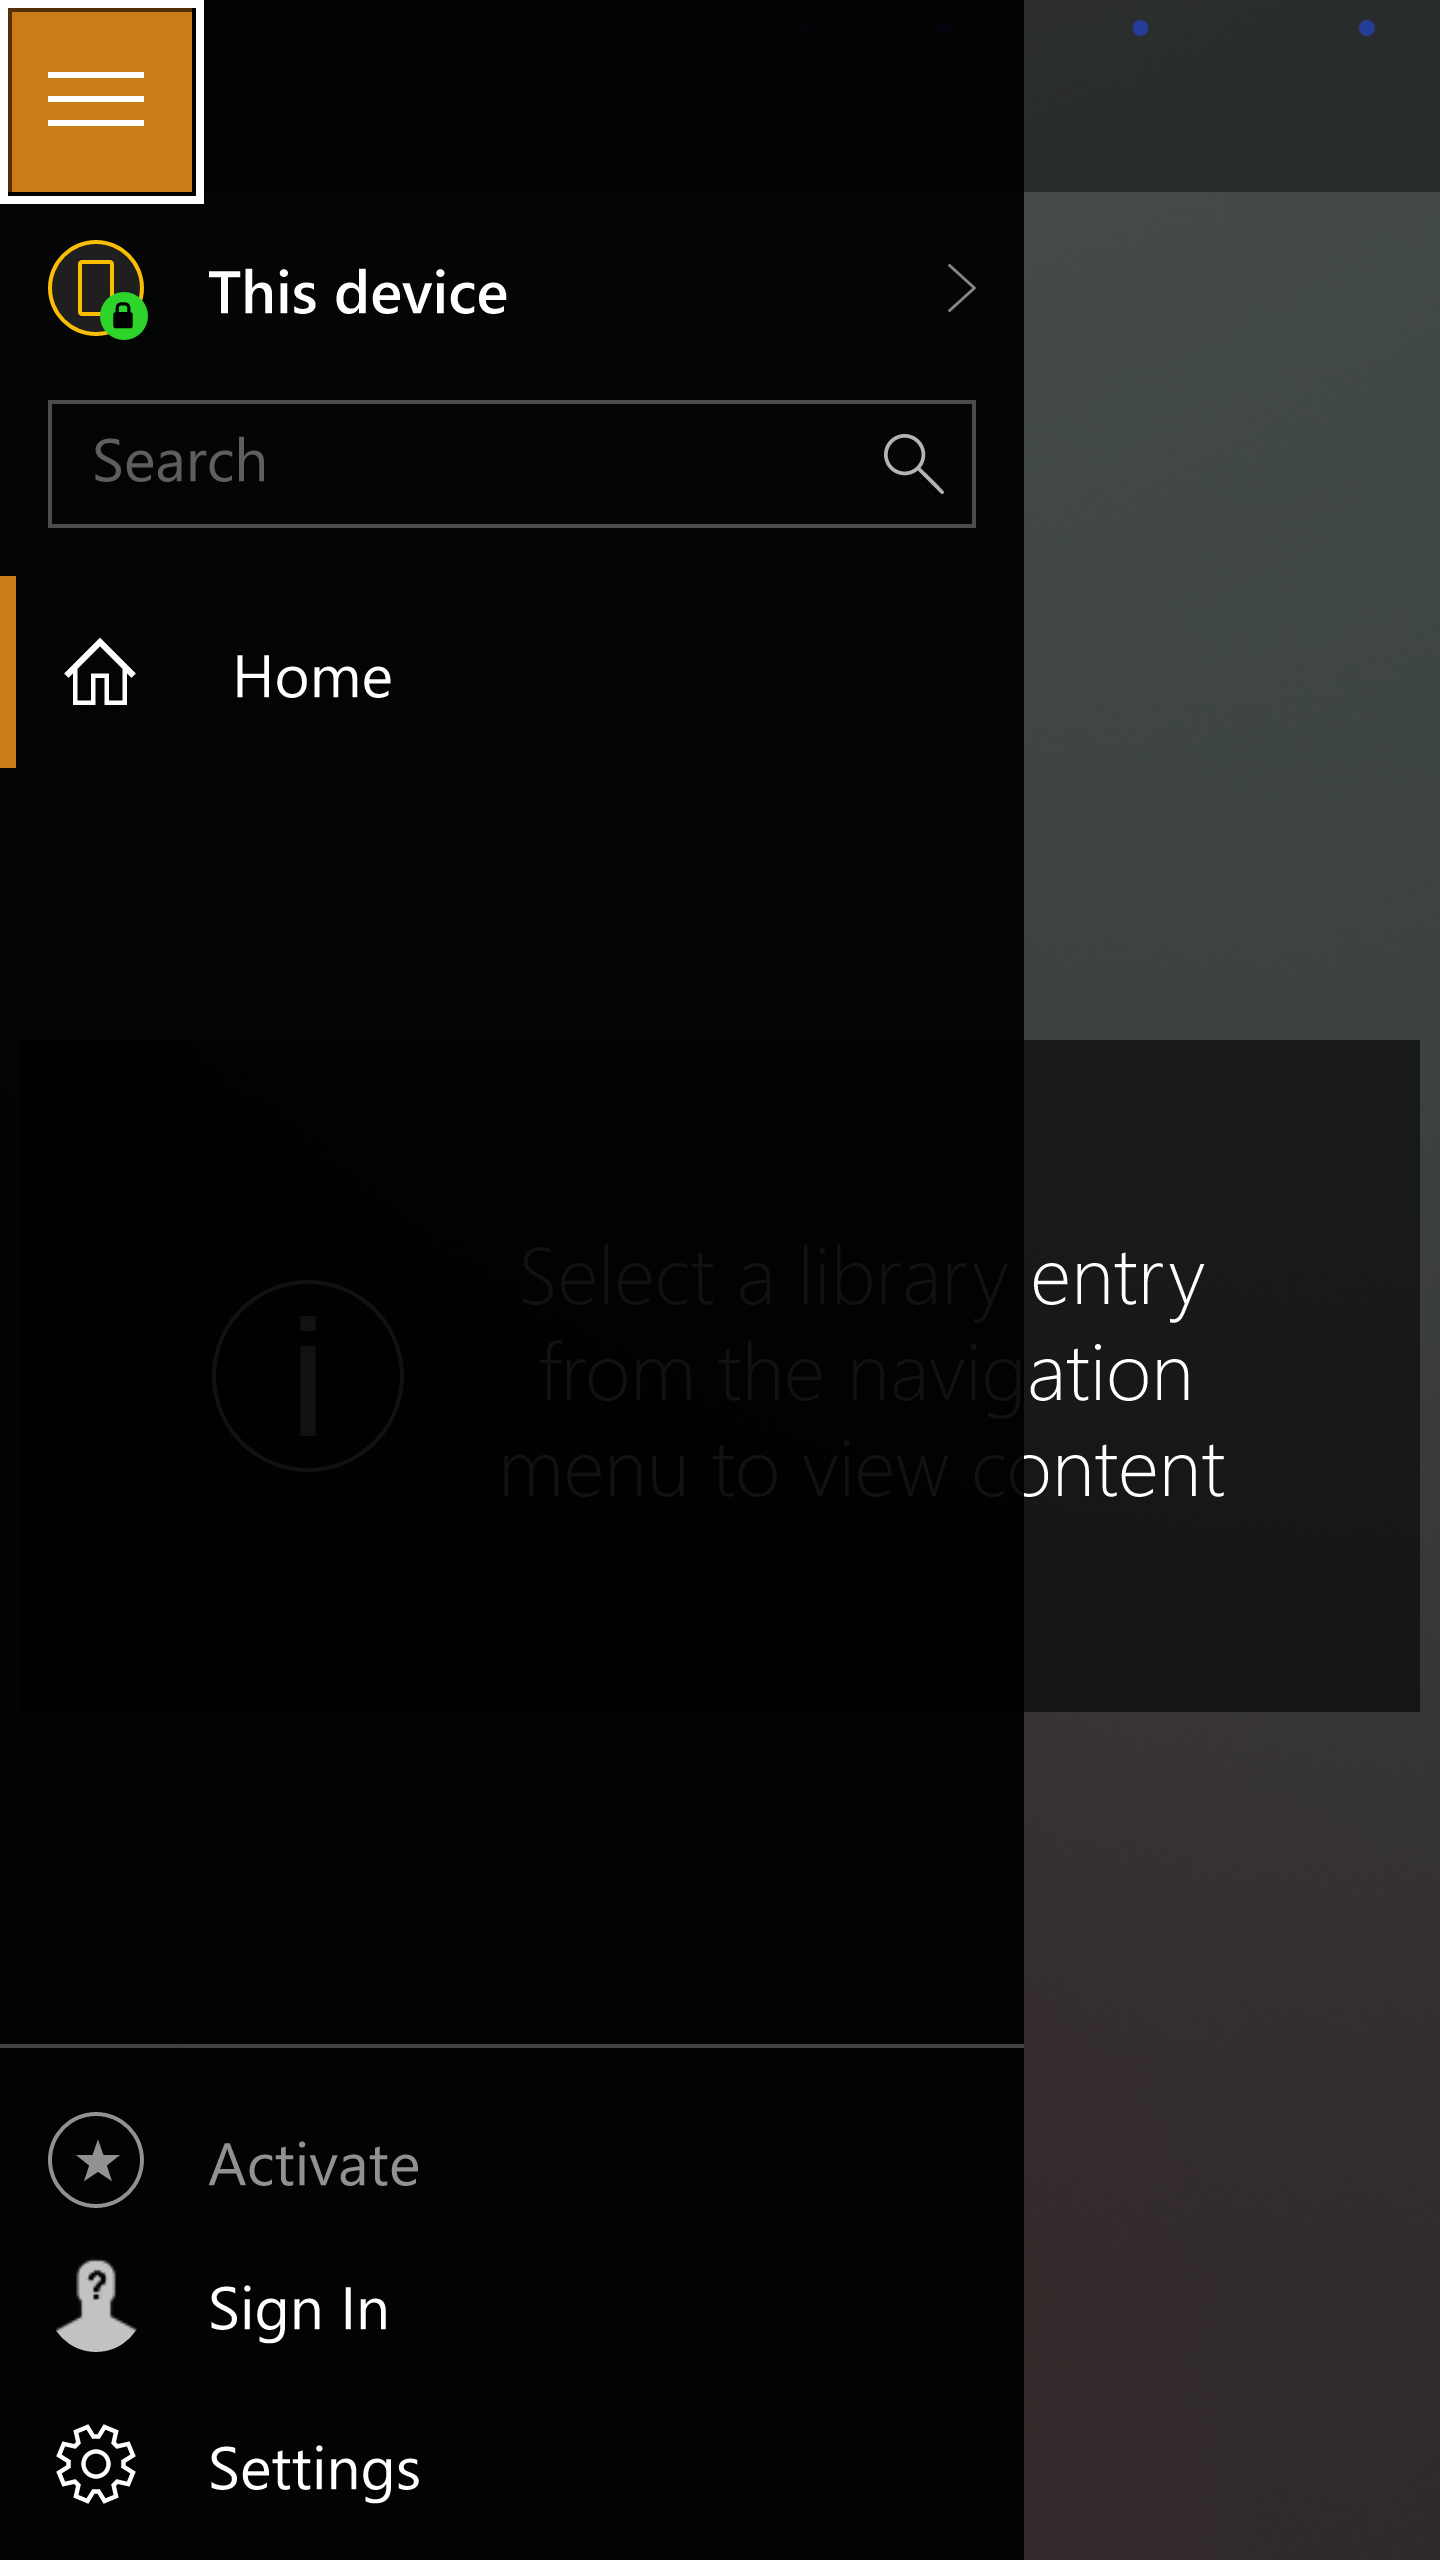 This device
Search
Home
Select a library entry
from the navigation
menu to view content
Activate
Sign In
Settings